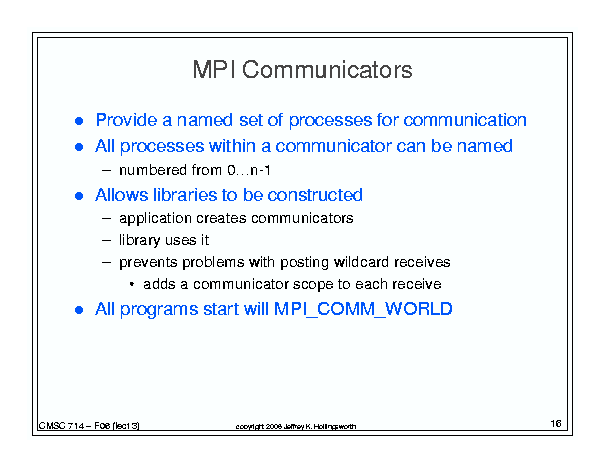 MPI Communicators
● Provide a named set of processes for communication
● All processes within a communicator can be named
– numbered from 0…n-1
● Allows libraries to be constructed
– application creates communicators
– library uses it
– prevents problems with posting wildcard receives
• adds a communicator scope to each receive
● All programs start will MPI_COMM_WORLD
CMSC 714 – F06 (lect 3)
copyright 2006 Jeffrey K. Hollingsworth
16